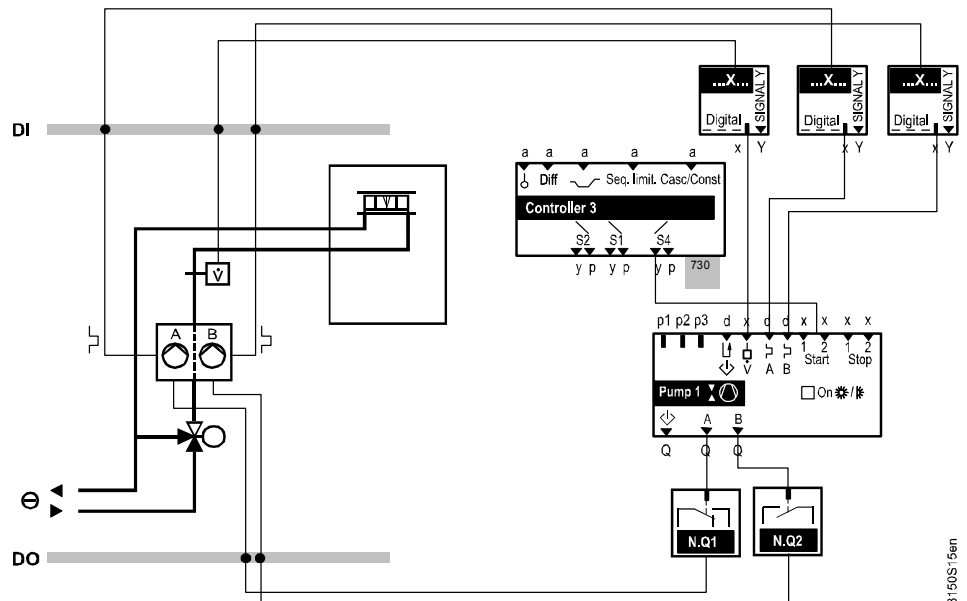 ...X... SIGNAL Y
Digital
x Y
...X... SIGNAL Y
Digital
x Y
...X... SIGNAL Y
Digital
x Y
DI
a a a a a
Diff Seq. limit. Casc/Const
Controller 3
S2 S1 S4
y p y p y p
730
V̇
A B
p1 p2 p3 d x d d x x x x
1 2 1 2
V̇ A B Start Stop
Pump 1
On
A B
Q Q Q
N.Q1
N.Q2
DO
3150S15en